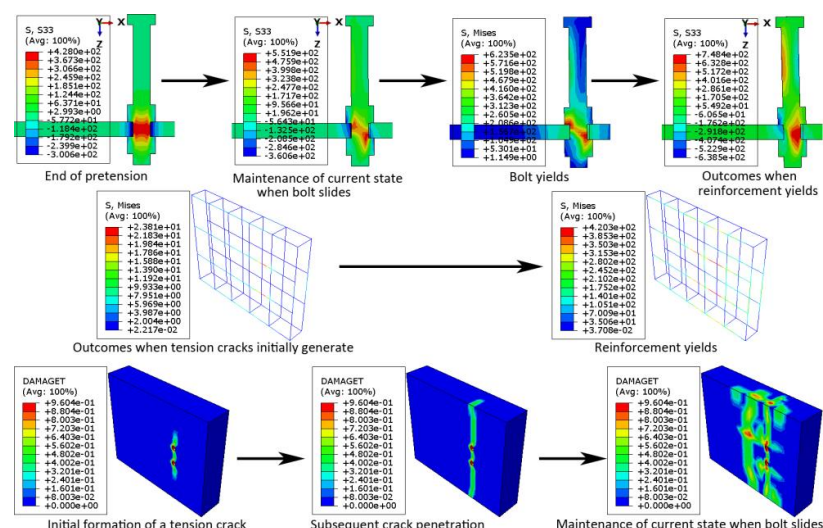 Y X
Z
S, S33
(Avg: 100%)
+4.280e+02
+3.673e+02
+3.066e+02
+2.459e+02
+1.851e+02
+1.244e+02
+6.371e+01
+2.993e+00
-5.772e+01
-1.184e+02
-1.792e+02
-2.399e+02
-3.006e+02
End of pretension
Y X
Z
S, S33
(Avg: 100%)
+5.519e+02
+4.759e+02
+3.998e+02
+3.238e+02
+2.477e+02
+1.717e+02
+9.566e+01
+1.962e+01
-5.643e+01
-1.325e+02
-2.085e+02
-2.846e+02
-3.606e+02
Maintenance of current state
when bolt slides
Y X
Z
S, Mises
(Avg: 100%)
+6.235e+02
+5.716e+02
+5.198e+02
+4.679e+02
+4.160e+02
+3.642e+02
+3.123e+02
+2.605e+02
+2.086e+02
+1.049e+02
+5.301e+01
+1.149e+00
Bolt yields
Y X
Z
S, S33
(Avg: 100%)
+7.484e+02
+6.328e+02
+5.172e+02
+4.016e+02
+2.861e+02
+1.705e+02
+5.492e+01
-6.065e+01
-1.762e+02
-2.918e+02
-4.074e+02
-5.229e+02
-6.385e+02
Outcomes when
reinforcement yields
S, Mises
(Avg: 100%)
+2.381e+01
+2.183e+01
+1.984e+01
+1.786e+01
+1.588e+01
+1.390e+01
+1.192e+01
+9.933e+00
+7.951e+00
+5.969e+00
+3.987e+00
+2.004e+00
+2.217e-02
Outcomes when tension cracks initially generate
S, Mises
(Avg: 100%)
+4.203e+02
+3.853e+02
+3.503e+02
+3.153e+02
+2.802e+02
+2.452e+02
+2.102e+02
+1.752e+02
+1.401e+02
+1.051e+02
+7.009e+01
+3.506e+01
+3.708e-02
Reinforcement yields
DAMAGET
(Avg: 100%)
+9.604e-01
+8.804e-01
+8.003e-01
+7.203e-01
+6.403e-01
+5.602e-01
+4.802e-01
+4.002e-01
+3.201e-01
+2.401e-01
+1.601e-01
+8.003e-02
+0.000e+00
Initial formation of a tension crack
DAMAGET
(Avg: 100%)
+9.604e-01
+8.804e-01
+8.003e-01
+7.203e-01
+6.403e-01
+5.602e-01
+4.802e-01
+4.002e-01
+3.201e-01
+2.401e-01
+1.601e-01
+8.003e-02
+0.000e+00
Subsequent crack penetration
DAMAGET
(Avg: 100%)
+9.604e-01
+8.804e-01
+8.003e-01
+7.203e-01
+6.403e-01
+5.602e-01
+4.802e-01
+4.002e-01
+3.201e-01
+2.401e-01
+1.601e-01
+8.003e-02
+0.000e+00
Maintenance of current state when bolt slides